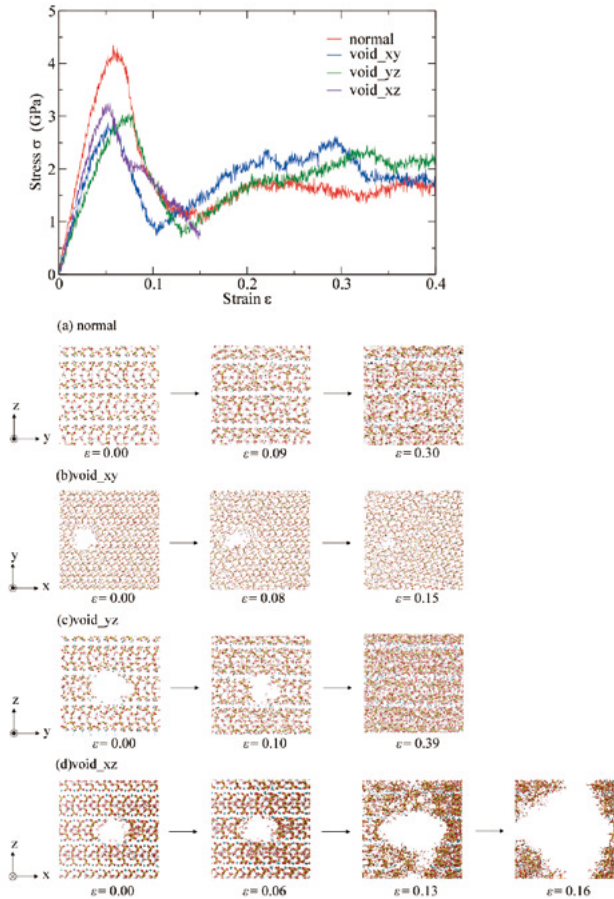 5
4
3
2
1
0
Stress σ (GPa)
normal
void_xy
void_yz
void_xz
0 0.1 0.2 0.3 0.4
Strain ε
(a) normal
z
y
ε=0.00 ε=0.09 ε=0.30
(b)void_xy
y
x
ε=0.00 ε=0.08 ε=0.15
(c)void_yz
z
y
ε=0.00 ε=0.10 ε=0.39
(d)void_xz
z
x
ε=0.00 ε=0.06 ε=0.13 ε=0.16